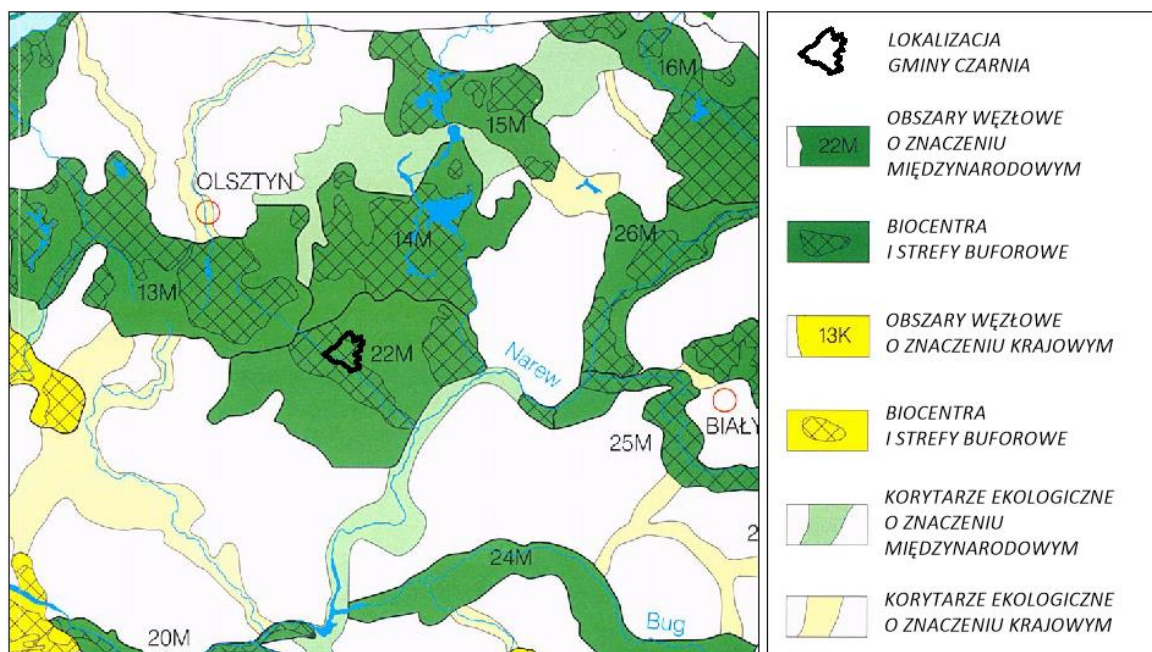 16M
15M
OLSZTYN
14M
26M
13M
22M
Narew
BIAŁY
25M
24M
2
Bug
20M
LOKALIZACJA
GMINY CZARNIA
22M
OBSZARY WĘZŁOWE
O ZNACZENIU
MIĘDZYNARODOWYM
BIOCENTRA
I STREFY BUFOROWE
13K
OBSZARY WĘZŁOWE
O ZNACZENIU KRAJOWYM
BIOCENTRA
I STREFY BUFOROWE
KORYTARZE EKOLOGICZNE
O ZNACZENIU
MIĘDZYNARODOWYM
KORYTARZE EKOLOGICZNE
O ZNACZENIU KRAJOWYM